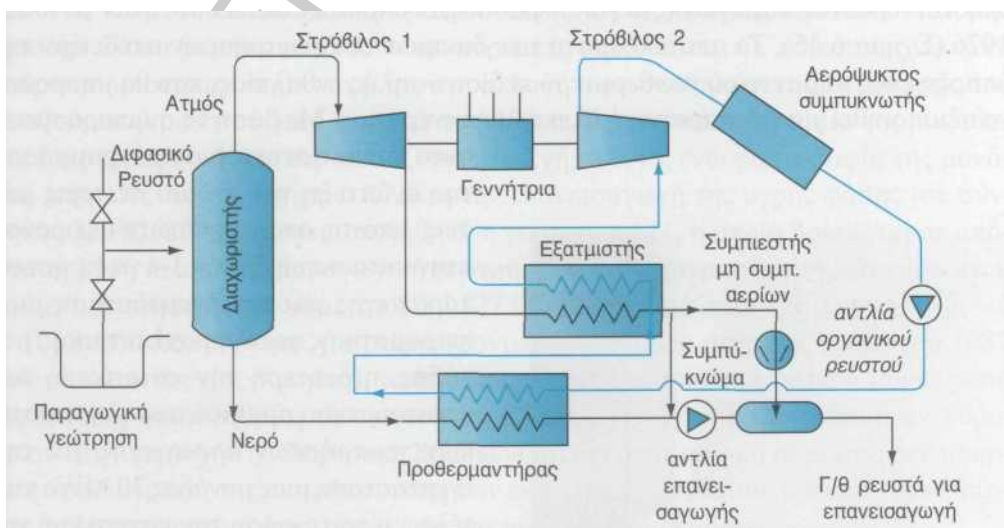 Στρόβιλος 1
Στρόβιλος 2
Αερόψυκτος
συμπυκνωτής
Ατμός
Διφασικό
Ρευστό
Διαχωριστής
Γεννήτρια
Εξατμιστής
Συμπιεστής
μη συμπ.
αερίων
αντλία
οργανικού
ρευστού
Συμπύ-
κνωμα
Παραγωγική
γεώτρηση
Νερό
Προθερμαντήρας
αντλία
επανει-
σαγωγής
Γ/θ ρευστά για
επανεισαγωγή